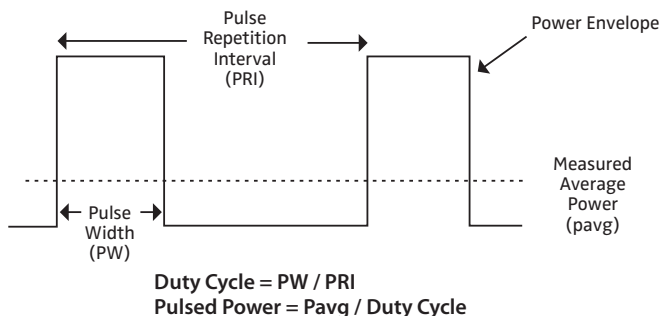 Pulse
Repetition
Interval
(PRI)
Power Envelope
Measured
Average
Power
(pavg)
Pulse
Width
(PW)
Duty Cycle = PW / PRI
Pulsed Power = Pavg / Duty Cycle